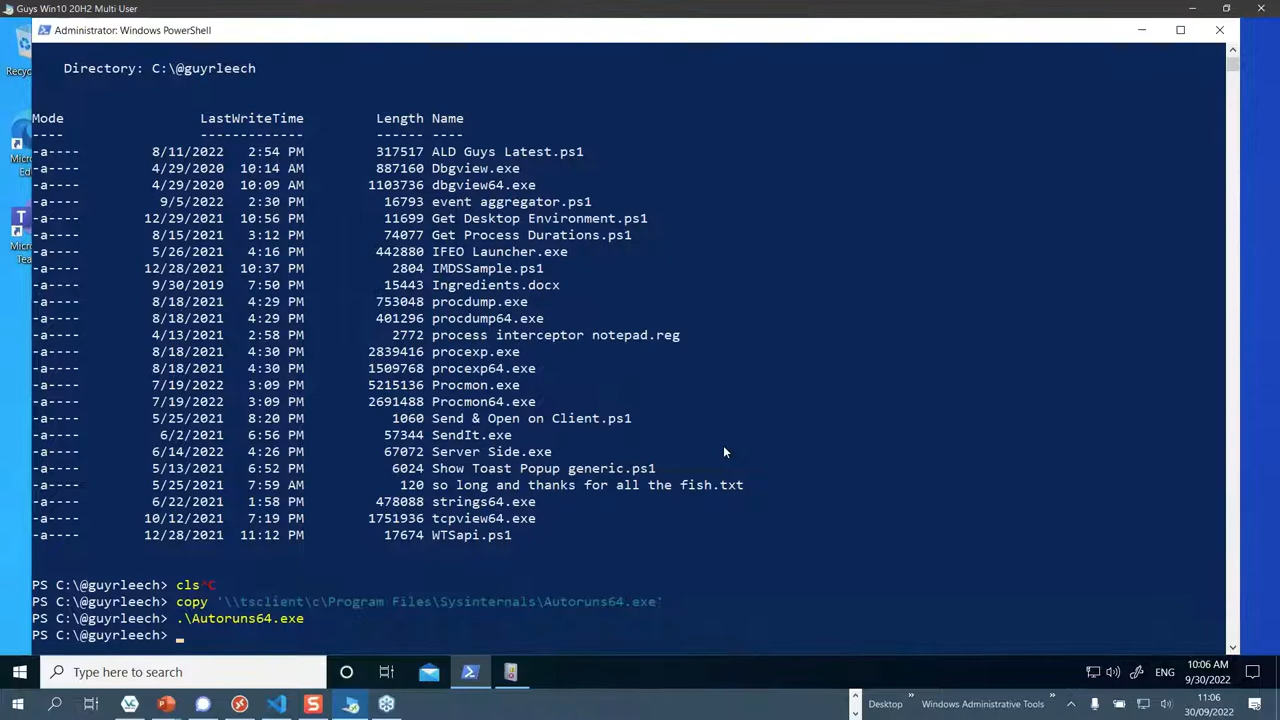 Guys Win10 20H2 Multi User
Administrator: Windows PowerShell
Directory: C:\@guyrleech
Mode LastWriteTime Length Name
---- ------------- ------ ----
-a---- 8/11/2022 2:54 PM 317517 ALD Guys Latest.ps1
-a---- 4/29/2020 10:14 AM 887160 Dbgview.exe
-a---- 4/29/2020 10:09 AM 1103736 dbgview64.exe
-a---- 9/5/2022 2:30 PM 16793 event aggregator.ps1
-a---- 12/29/2021 10:56 PM 11699 Get Desktop Environment.ps1
-a---- 8/15/2021 3:12 PM 74077 Get Process Durations.ps1
-a---- 5/26/2021 4:16 PM 442880 IFEO Launcher.exe
-a---- 12/28/2021 10:37 PM 2804 IMDSSample.ps1
-a---- 9/30/2019 7:50 PM 15443 Ingredients.docx
-a---- 8/18/2021 4:29 PM 753048 procdump.exe
-a---- 8/18/2021 4:29 PM 401296 procdump64.exe
-a---- 4/13/2021 2:58 PM 2772 process interceptor notepad.reg
-a---- 8/18/2021 4:30 PM 2839416 procexp.exe
-a---- 8/18/2021 4:30 PM 1509768 procexp64.exe
-a---- 7/19/2022 3:09 PM 5215136 Procmon.exe
-a---- 7/19/2022 3:09 PM 2691488 Procmon64.exe
-a---- 5/25/2021 8:20 PM 1060 Send & Open on Client.ps1
-a---- 6/2/2021 6:56 PM 57344 SendIt.exe
-a---- 6/14/2022 4:26 PM 67072 Server Side.exe
-a---- 5/13/2021 6:52 PM 6024 Show Toast Popup generic.ps1
-a---- 5/25/2021 7:59 AM 120 so long and thanks for all the fish.txt
-a---- 6/22/2021 1:58 PM 478088 strings64.exe
-a---- 10/12/2021 7:19 PM 1751936 tcpview64.exe
-a---- 12/28/2021 11:12 PM 17674 WTSapi.ps1
PS C:\@guyrleech> cls^C
PS C:\@guyrleech> copy '\\tsclient\c\Program Files\Sysinternals\Autoruns64.exe'
PS C:\@guyrleech> .\Autoruns64.exe
PS C:\@guyrleech>
Recyc
Micro
Ed
Micro
Tea
Type here to search
ENG
10:06 AM
9/30/2022
Desktop
Windows Administrative Tools
11:06
30/09/2022